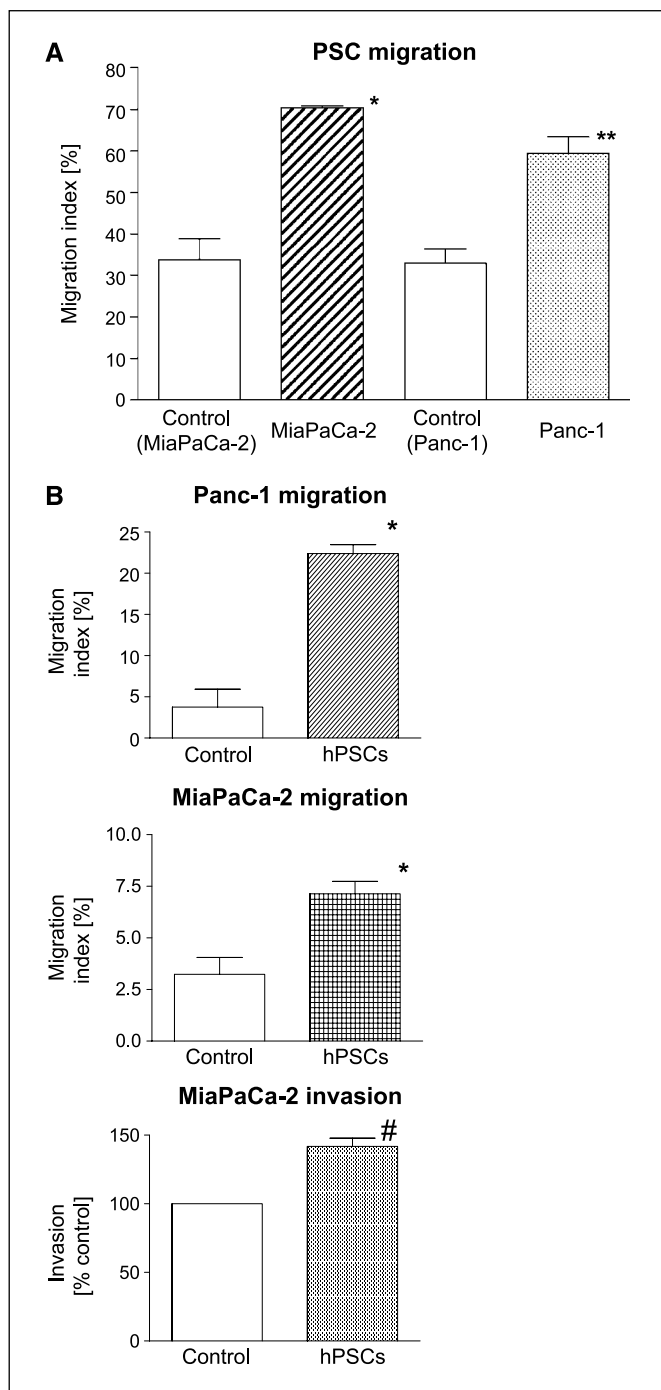 A
PSC migration
Migration index [%]
80
70
60
50
40
30
20
10
0
*
**
Control
(MiaPaCa-2)
MiaPaCa-2
Control
(Panc-1)
Panc-1
B
Panc-1 migration
Migration
index [%]
25
22
15
10
5
0
*
Control
hPSCs
MiaPaCa-2 migration
Migration
index [%]
10.0
7.5
5.0
2.5
0.0
*
Control
hPSCs
MiaPaCa-2 invasion
Invasion
[% control]
150
100
50
0
#
Control
hPSCs